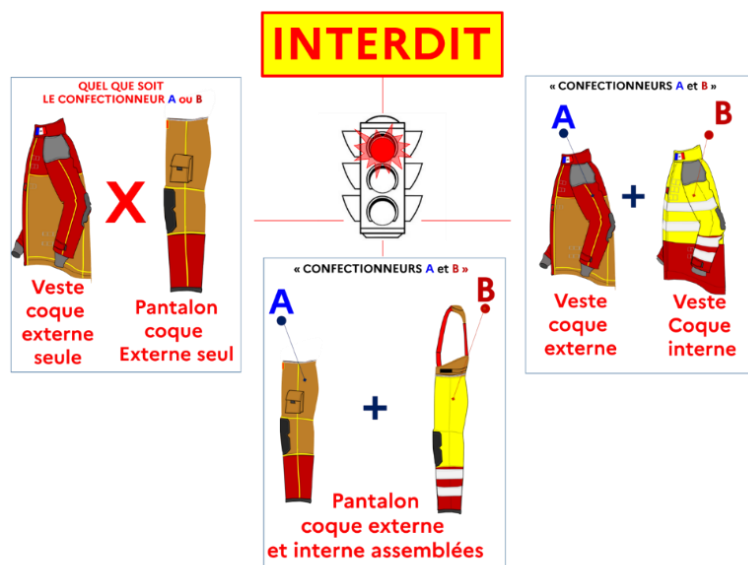 INTERDIT
QUEL QUE SOIT
LE CONFECTIONNEUR A ou B
X
Veste
coque
externe
seule
Pantalon
coque
Externe seul
« CONFECTIONNEURS A et B »
A
+
B
Pantalon
coque externe
et interne assemblées
« CONFECTIONNEURS A et B »
A
+
B
Veste
coque
externe
Veste
Coque
interne